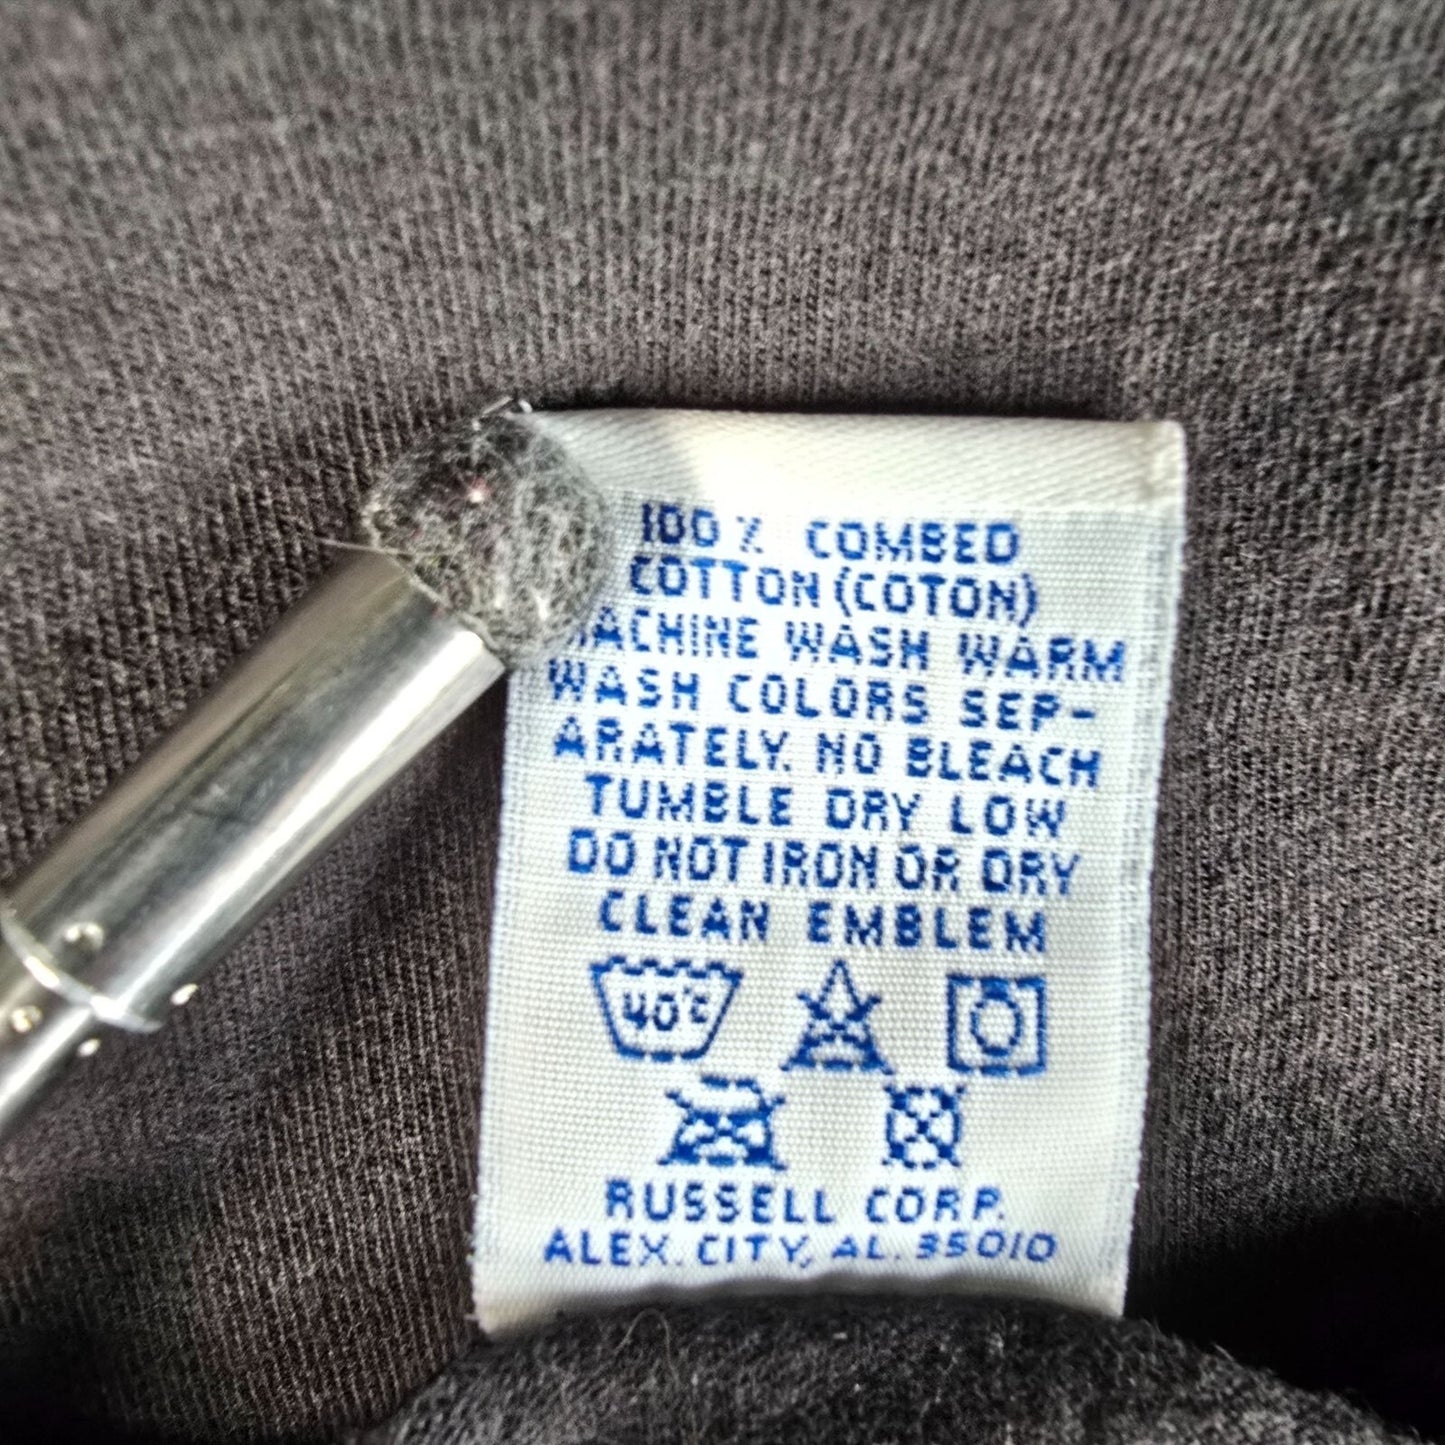 100% COMBED
COTTON (COTON)
MACHINE WASH WARM
WASH COLORS SEP-
ARATELY. NO BLEACH
TUMBLE DRY LOW
DO NOT IRON OR DRY
CLEAN EMBLEM
40°C
RUSSELL CORP.
ALEX. CITY, AL. 35010